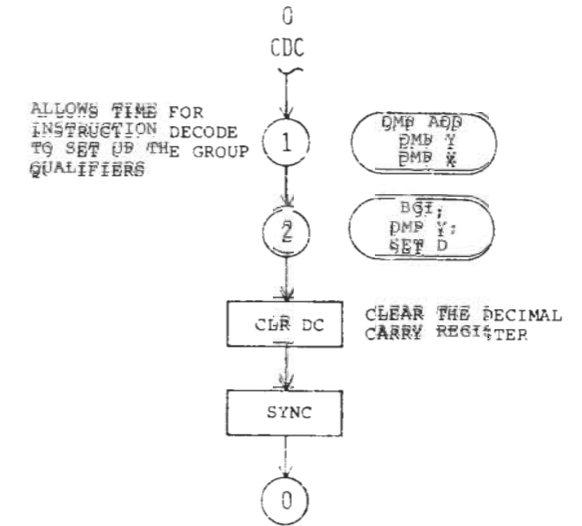 0
CDC
ALLOWS TIME FOR
INSTRUCTION DECODE
TO SET UP THE GROUP
QUALIFIERS
1
DMP ADD
DMP Y
DMP X
2
BGI;
DMP Y;
SET D
CLR DC
CLEAR THE DECIMAL
CARRY REGISTER
SYNC
0